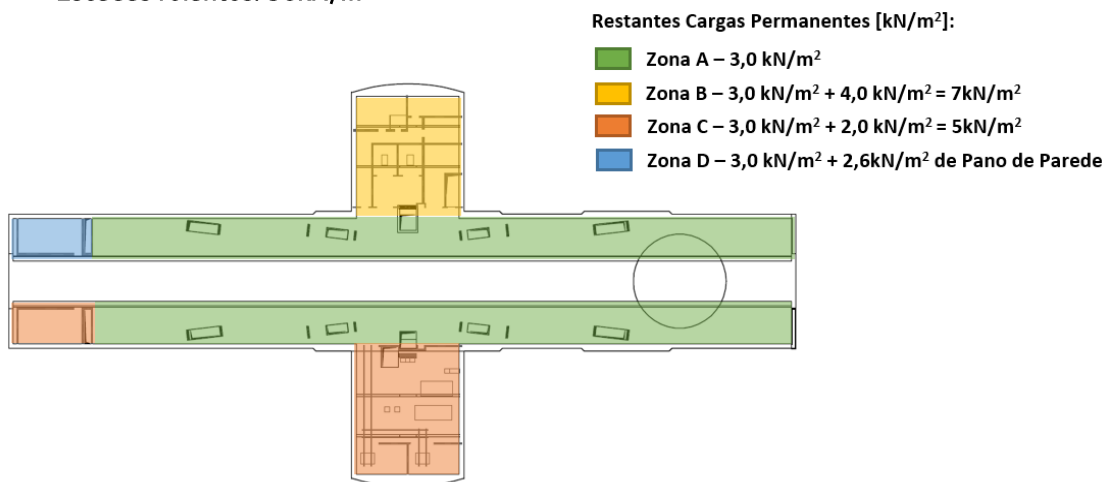 Restantes Cargas Permanentes [kN/m²]:
Zona A – 3,0 kN/m²
Zona B – 3,0 kN/m² + 4,0 kN/m² = 7kN/m²
Zona C – 3,0 kN/m² + 2,0 kN/m² = 5kN/m²
Zona D – 3,0 kN/m² + 2,6kN/m² de Pano de Parede